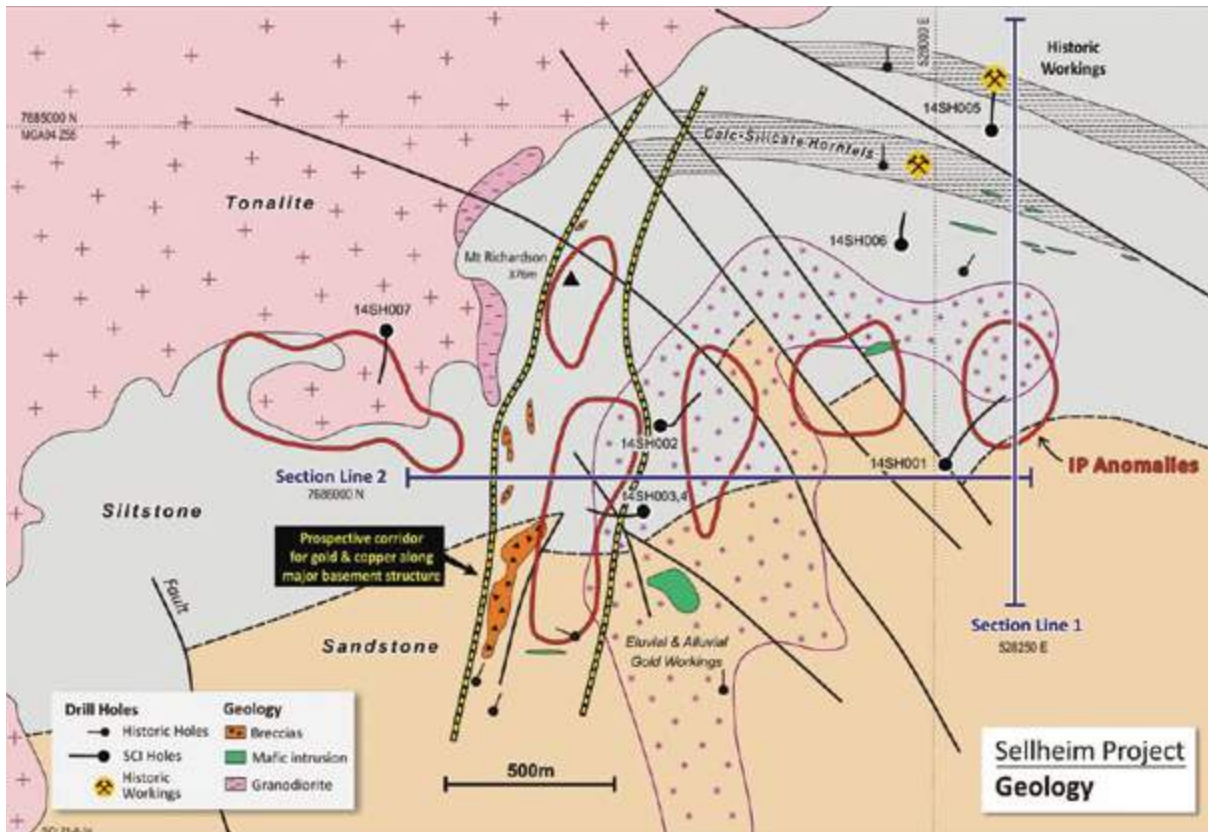 528000 E
Historic
Workings
14SH005
7685000 N
MGA94 Z55
Calc-Silicate Hornfels
Tonalite
14SH006
Mt Richardson
376m
14SH007
14SH002
14SH001
IP Anomalies
Section Line 2
7686000 N
14SH003,4
Siltstone
Prospective corridor
for gold & copper along
major basement structure
Fault
Section Line 1
528250 E
Sandstone
Eluvial & Alluvial
Gold Workings
Drill Holes
Historic Holes
SCI Holes
Historic
Workings
Geology
Breccias
Mafic intrusion
Granodiorite
500m
Sellheim Project
Geology